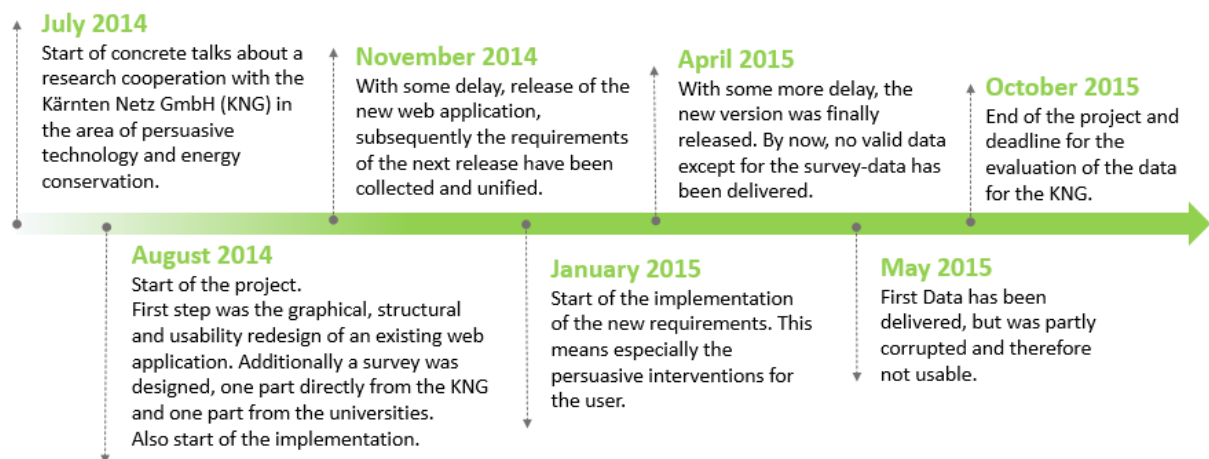 July 2014
Start of concrete talks about a
research cooperation with the
Kärnten Netz GmbH (KNG) in
the area of persuasive
technology and energy
conservation.
August 2014
Start of the project.
First step was the graphical, structural
and usability redesign of an existing web
application. Additionally a survey was
designed, one part directly from the KNG
and one part from the universities.
Also start of the implementation.
November 2014
With some delay, release of the
new web application,
subsequently the requirements
of the next release have been
collected and unified.
January 2015
Start of the implementation
of the new requirements. This
means especially the
persuasive interventions for
the user.
April 2015
With some more delay, the
new version was finally
released. By now, no valid data
except for the survey-data has
been delivered.
May 2015
First Data has been
delivered, but was partly
corrupted and therefore
not usable.
October 2015
End of the project and
deadline for the
evaluation of the data
for the KNG.